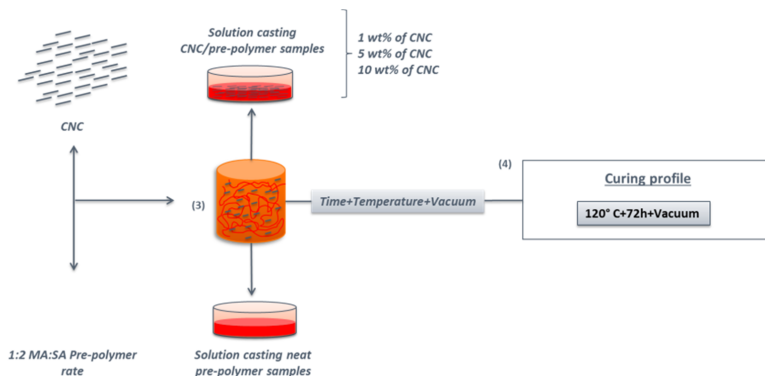 Solution casting
CNC/pre-polymer samples
1 wt% of CNC
5 wt% of CNC
10 wt% of CNC
CNC
(3)
Time+Temperature+Vacuum
(4)
Curing profile
120° C+72h+Vacuum
1:2 MA:SA Pre-polymer
rate
Solution casting neat
pre-polymer samples